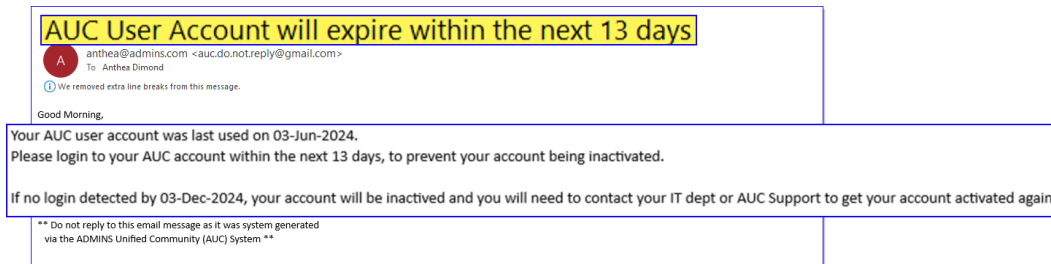 AUC User Account will expire within the next 13 days
A
anthea@admins.com <auc.do.not.reply@gmail.com>
To Anthea Dimond
i We removed extra line breaks from this message.
Good Morning,
Your AUC user account was last used on 03-Jun-2024.
Please login to your AUC account within the next 13 days, to prevent your account being inactivated.
If no login detected by 03-Dec-2024, your account will be inactived and you will need to contact your IT dept or AUC Support to get your account activated again
** Do not reply to this email message as it was system generated
via the ADMINS Unified Community (AUC) System **